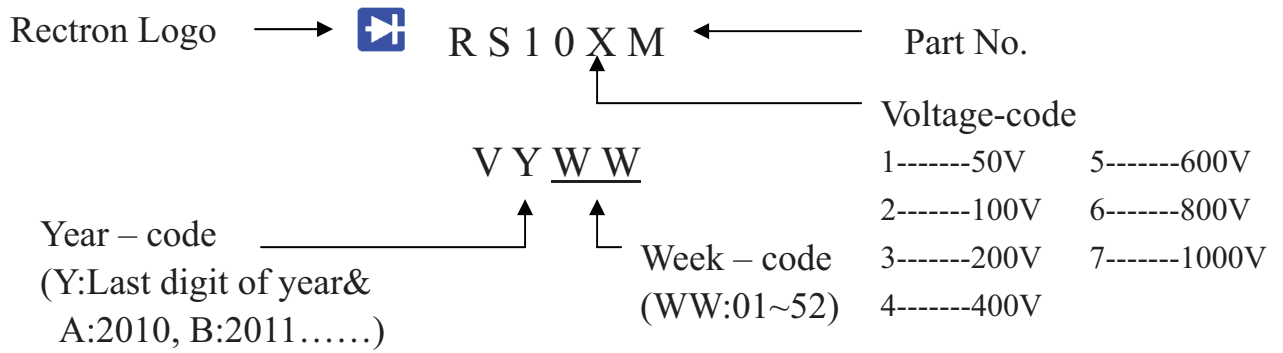 Rectron Logo
R S 1 0 X M
Part No.
Voltage-code
1-------50V 5-------600V
2-------100V 6-------800V
3-------200V 7-------1000V
4-------400V
V Y W W
Year – code
(Y:Last digit of year&
A:2010, B:2011……)
Week – code
(WW:01~52)